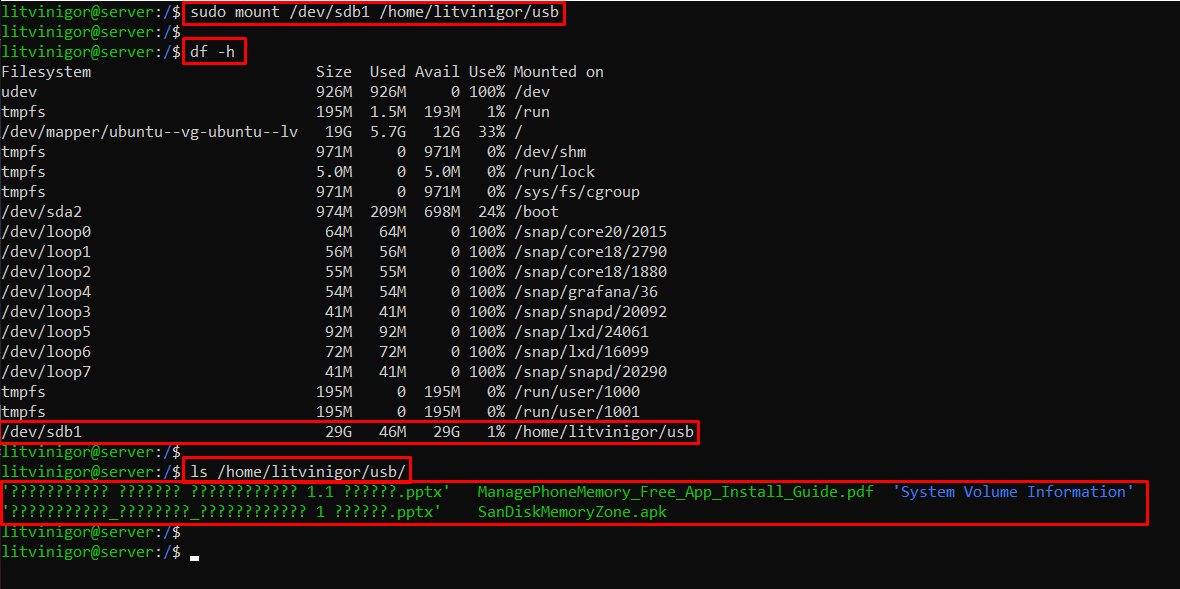 litvinigor@server:/$ sudo mount /dev/sdb1 /home/litvinigor/usb
litvinigor@server:/$
litvinigor@server:/$ df -h
Filesystem                         Size  Used Avail Use% Mounted on
udev                               926M  926M     0 100% /dev
tmpfs                              195M  1.5M  193M   1% /run
/dev/mapper/ubuntu--vg-ubuntu--lv   19G  5.7G   12G  33% /
tmpfs                              971M     0  971M   0% /dev/shm
tmpfs                              5.0M     0  5.0M   0% /run/lock
tmpfs                              971M     0  971M   0% /sys/fs/cgroup
/dev/sda2                          974M  209M  698M  24% /boot
/dev/loop0                          64M   64M     0 100% /snap/core20/2015
/dev/loop1                          56M   56M     0 100% /snap/core18/2790
/dev/loop2                          55M   55M     0 100% /snap/core18/1880
/dev/loop4                          54M   54M     0 100% /snap/grafana/36
/dev/loop3                          41M   41M     0 100% /snap/snapd/20092
/dev/loop5                          92M   92M     0 100% /snap/lxd/24061
/dev/loop6                          72M   72M     0 100% /snap/lxd/16099
/dev/loop7                          41M   41M     0 100% /snap/snapd/20290
tmpfs                              195M     0  195M   0% /run/user/1000
tmpfs                              195M     0  195M   0% /run/user/1001
/dev/sdb1                           29G   46M   29G   1% /home/litvinigor/usb
litvinigor@server:/$
litvinigor@server:/$ ls /home/litvinigor/usb/
'??????????? ??????? ???????????? 1.1 ??????.pptx'   ManagePhoneMemory_Free_App_Install_Guide.pdf  'System Volume Information'
'???????????_????????_???????????? 1 ??????.pptx'    SanDiskMemoryZone.apk
litvinigor@server:/$
litvinigor@server:/$